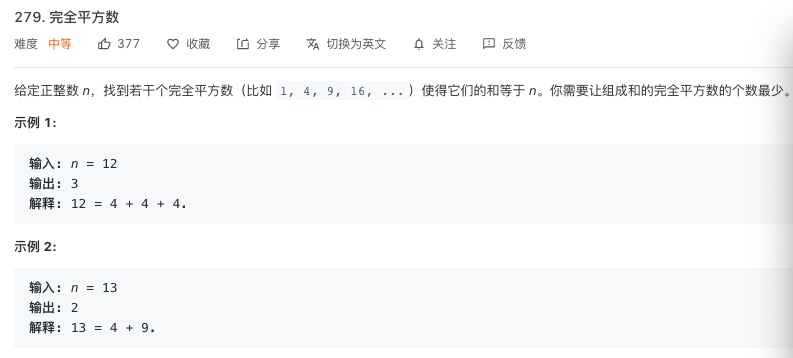 279. 完全平方数
难度 中等 377 收藏 分享 切换为英文 关注 反馈
给定正整数 n，找到若干个完全平方数（比如 1, 4, 9, 16, ...）使得它们的和等于 n。你需要让组成和的完全平方数的个数最少。
示例 1:
输入: n = 12
输出: 3
解释: 12 = 4 + 4 + 4.
示例 2:
输入: n = 13
输出: 2
解释: 13 = 4 + 9.